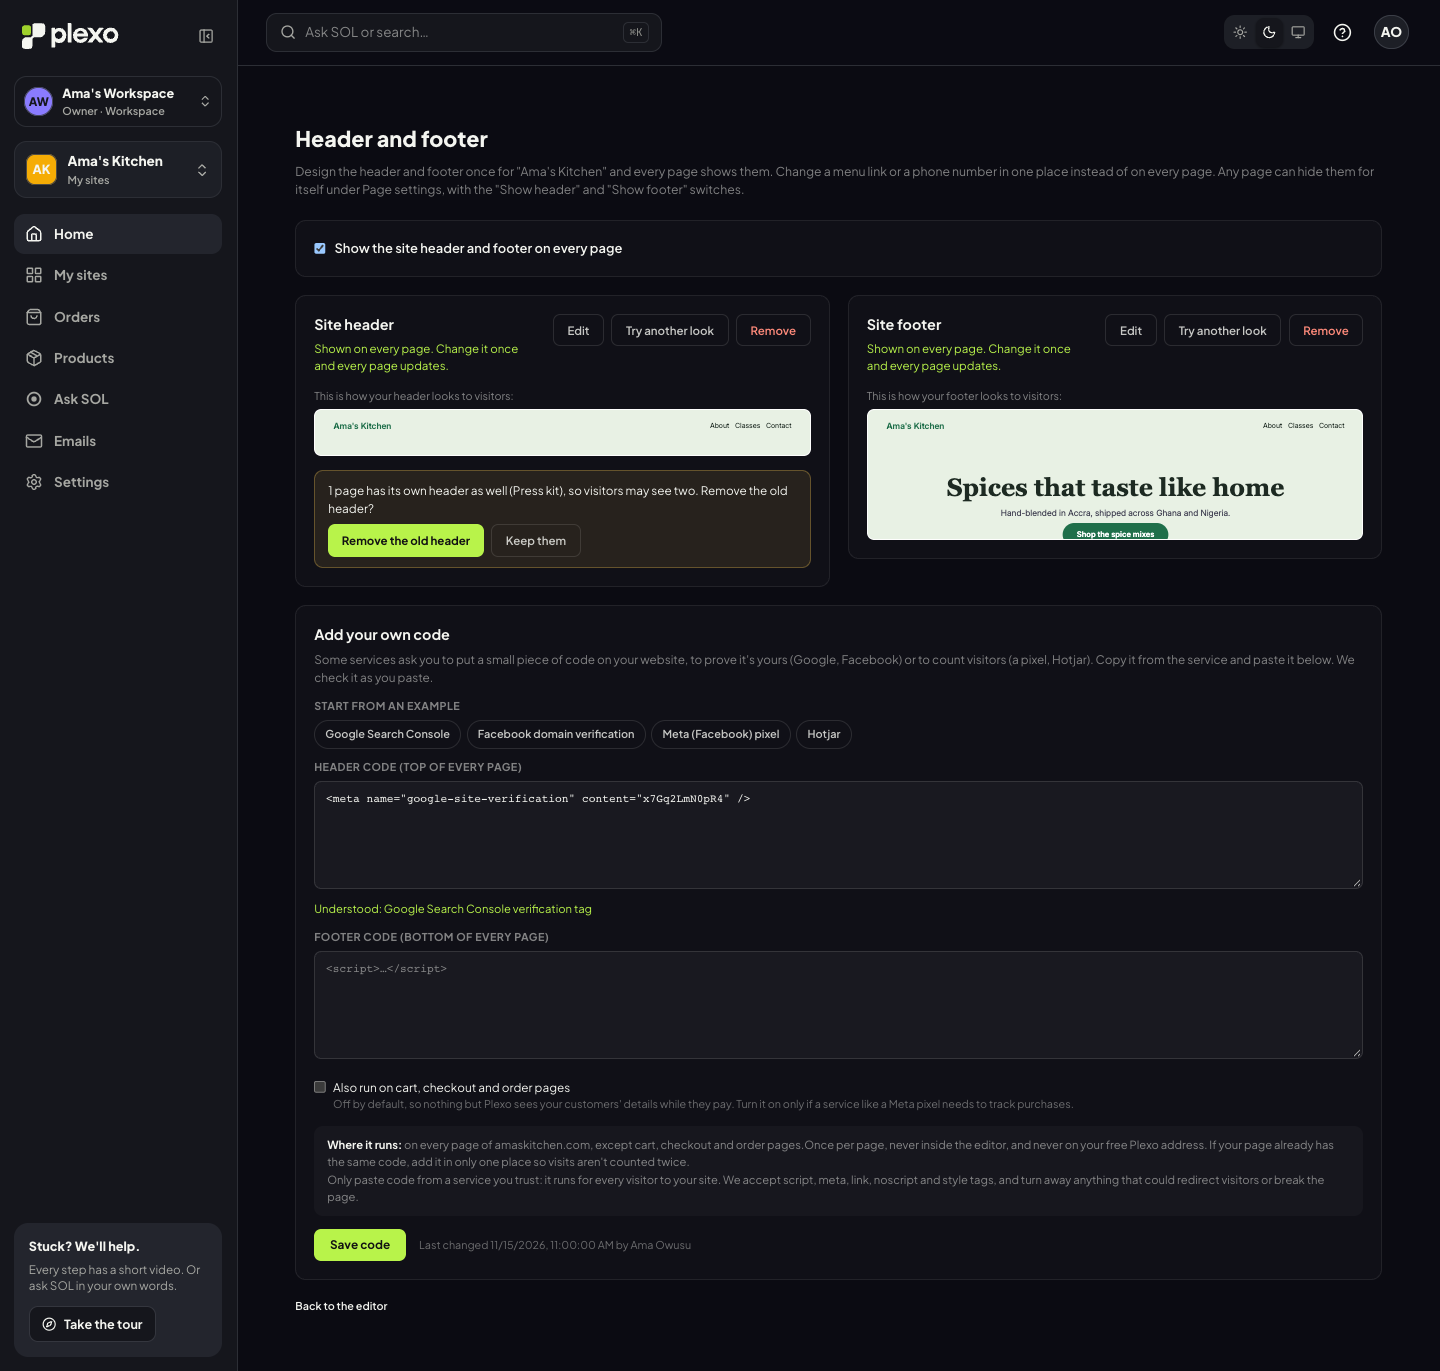 plexo
Ask SOL or search...
⌘K
AO
AW
Ama's Workspace
Owner · Workspace
AK
Ama's Kitchen
My sites
Home
My sites
Orders
Products
Ask SOL
Emails
Settings
Header and footer
Design the header and footer once for "Ama's Kitchen" and every page shows them. Change a menu link or a phone number in one place instead of on every page. Any page can hide them for
itself under Page settings, with the "Show header" and "Show footer" switches.
Show the site header and footer on every page
Site header
Edit
Try another look
Remove
Shown on every page. Change it once
and every page updates.
This is how your header looks to visitors:
Ama's Kitchen
About Classes Contact
1 page has its own header as well (Press kit), so visitors may see two. Remove the old
header?
Remove the old header
Keep them
Site footer
Edit
Try another look
Remove
Shown on every page. Change it once
and every page updates.
This is how your footer looks to visitors:
Ama's Kitchen
About Classes Contact
Spices that taste like home
Hand-blended in Accra, shipped across Ghana and Nigeria.
Shop the spice mixes
Add your own code
Some services ask you to put a small piece of code on your website, to prove it's yours (Google, Facebook) or to count visitors (a pixel, Hotjar). Copy it from the service and paste it below. We
check it as you paste.
START FROM AN EXAMPLE
Google Search Console
Facebook domain verification
Meta (Facebook) pixel
Hotjar
HEADER CODE (TOP OF EVERY PAGE)
<meta name="google-site-verification" content="x7Gq2LmN0pR4" />
Understood: Google Search Console verification tag
FOOTER CODE (BOTTOM OF EVERY PAGE)
<script>…</script>
Also run on cart, checkout and order pages
Off by default, so nothing but Plexo sees your customers' details while they pay. Turn it on only if a service like a Meta pixel needs to track purchases.
Where it runs: on every page of amaskitchen.com, except cart, checkout and order pages.Once per page, never inside the editor, and never on your free Plexo address. If your page already has
the same code, add it in only one place so visits aren't counted twice.
Only paste code from a service you trust: it runs for every visitor to your site. We accept script, meta, link, noscript and style tags, and turn away anything that could redirect visitors or break the
page.
Save code
Last changed 11/15/2026, 11:00:00 AM by Ama Owusu
Back to the editor
Stuck? We'll help.
Every step has a short video. Or
ask SOL in your own words.
Take the tour